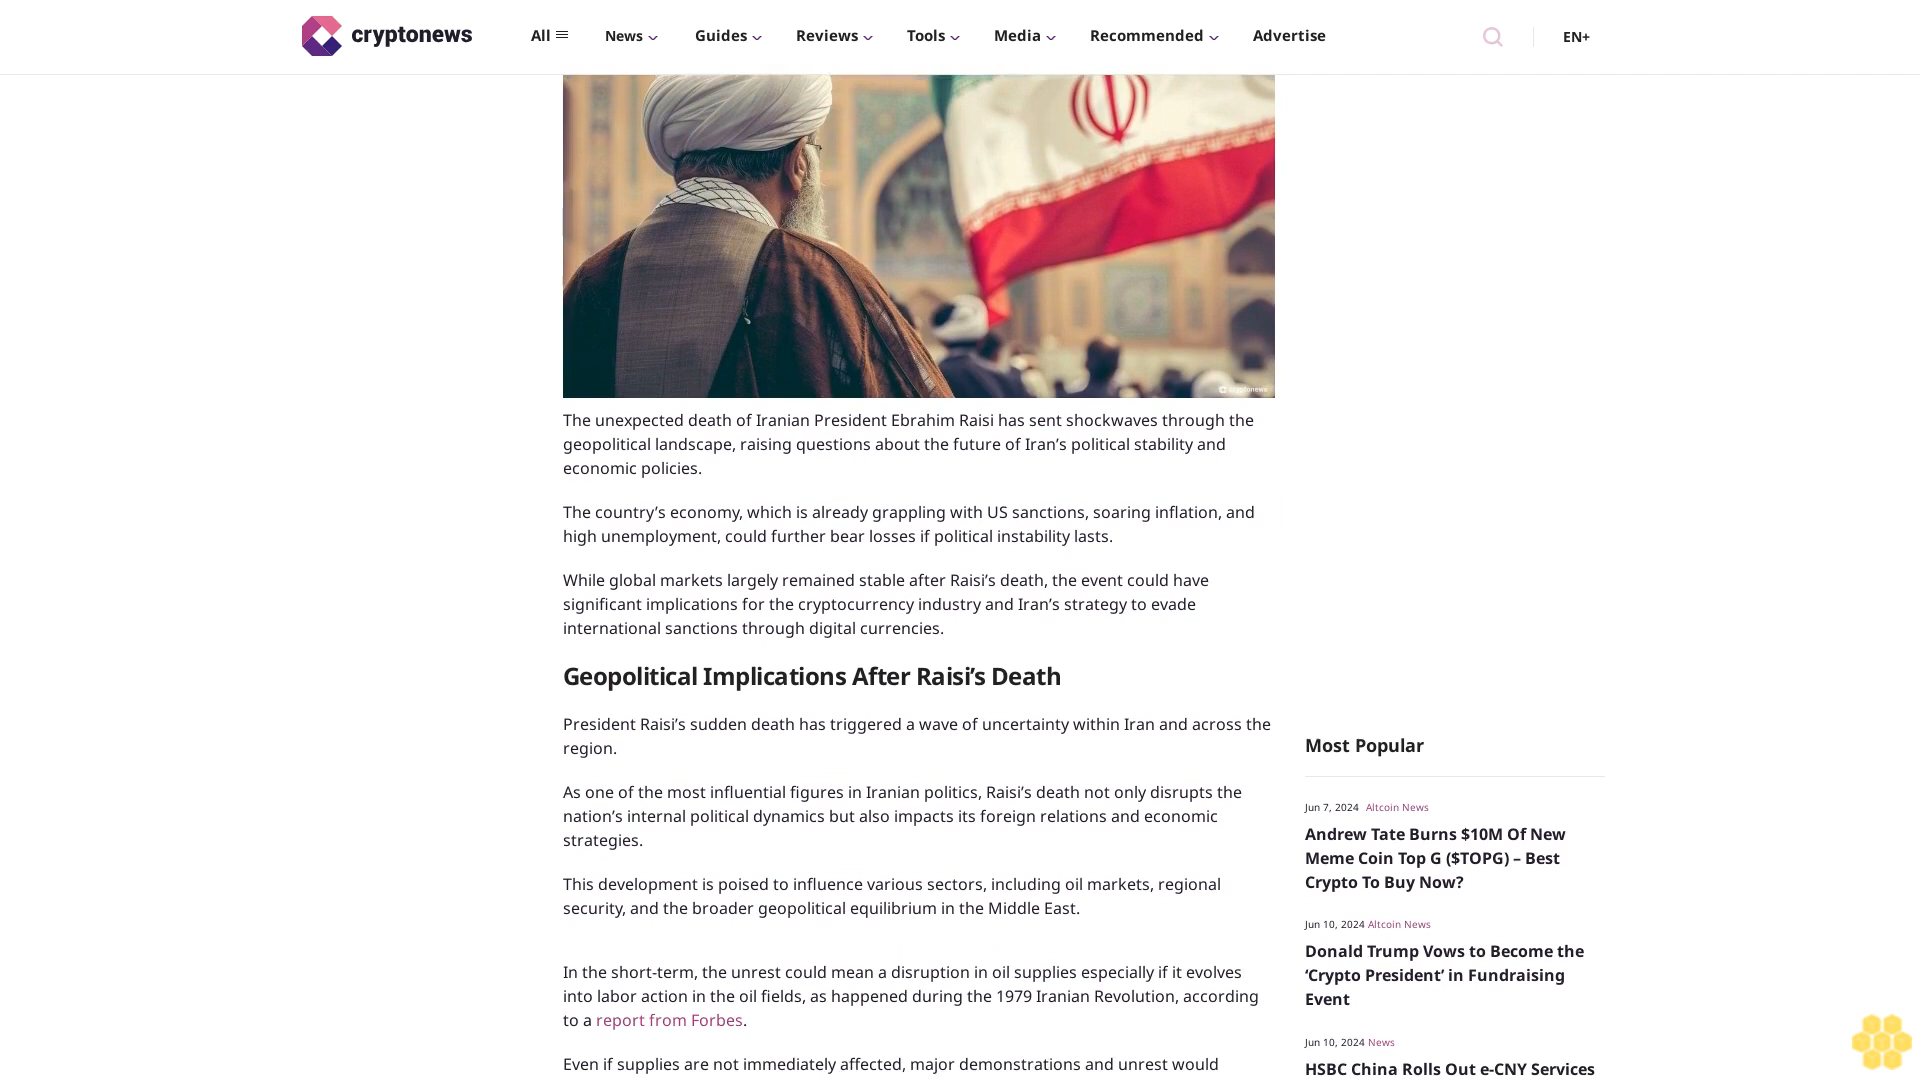 cryptonews
All
News
Guides
Reviews
Tools
Media
Recommended
Advertise
EN+
cryptonews
The unexpected death of Iranian President Ebrahim Raisi has sent shockwaves through the
geopolitical landscape, raising questions about the future of Iran’s political stability and
economic policies.
The country’s economy, which is already grappling with US sanctions, soaring inflation, and
high unemployment, could further bear losses if political instability lasts.
While global markets largely remained stable after Raisi’s death, the event could have
significant implications for the cryptocurrency industry and Iran’s strategy to evade
international sanctions through digital currencies.
Geopolitical Implications After Raisi’s Death
President Raisi’s sudden death has triggered a wave of uncertainty within Iran and across the
region.
As one of the most influential figures in Iranian politics, Raisi’s death not only disrupts the
nation’s internal political dynamics but also impacts its foreign relations and economic
strategies.
This development is poised to influence various sectors, including oil markets, regional
security, and the broader geopolitical equilibrium in the Middle East.
In the short-term, the unrest could mean a disruption in oil supplies especially if it evolves
into labor action in the oil fields, as happened during the 1979 Iranian Revolution, according
to a report from Forbes.
Even if supplies are not immediately affected, major demonstrations and unrest would
Most Popular
Jun 7, 2024 Altcoin News
Andrew Tate Burns $10M Of New
Meme Coin Top G ($TOPG) – Best
Crypto To Buy Now?
Jun 10, 2024 Altcoin News
Donald Trump Vows to Become the
‘Crypto President’ in Fundraising
Event
Jun 10, 2024 News
HSBC China Rolls Out e-CNY Services